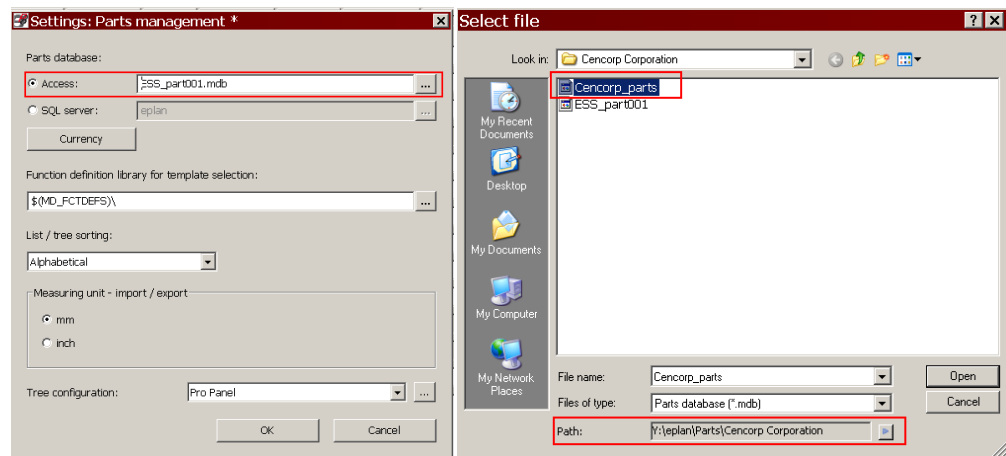 Settings: Parts management *
Parts database:
Access:
ESS_part001.mdb
...
SQL server:
eplan
...
Currency
Function definition library for template selection:
$(MD_FCTDEFS)\
...
List / tree sorting:
Alphabetical
Measuring unit - import / export
mm
inch
Tree configuration:
Pro Panel
...
OK
Cancel
Select file
Look in:
Cencorp Corporation
My Recent
Documents
Desktop
My Documents
My Computer
My Network
Places
Cencorp_parts
ESS_part001
File name:
Cencorp_parts
Open
Files of type:
Parts database (*.mdb)
Cancel
Path:
Y:\eplan\Parts\Cencorp Corporation